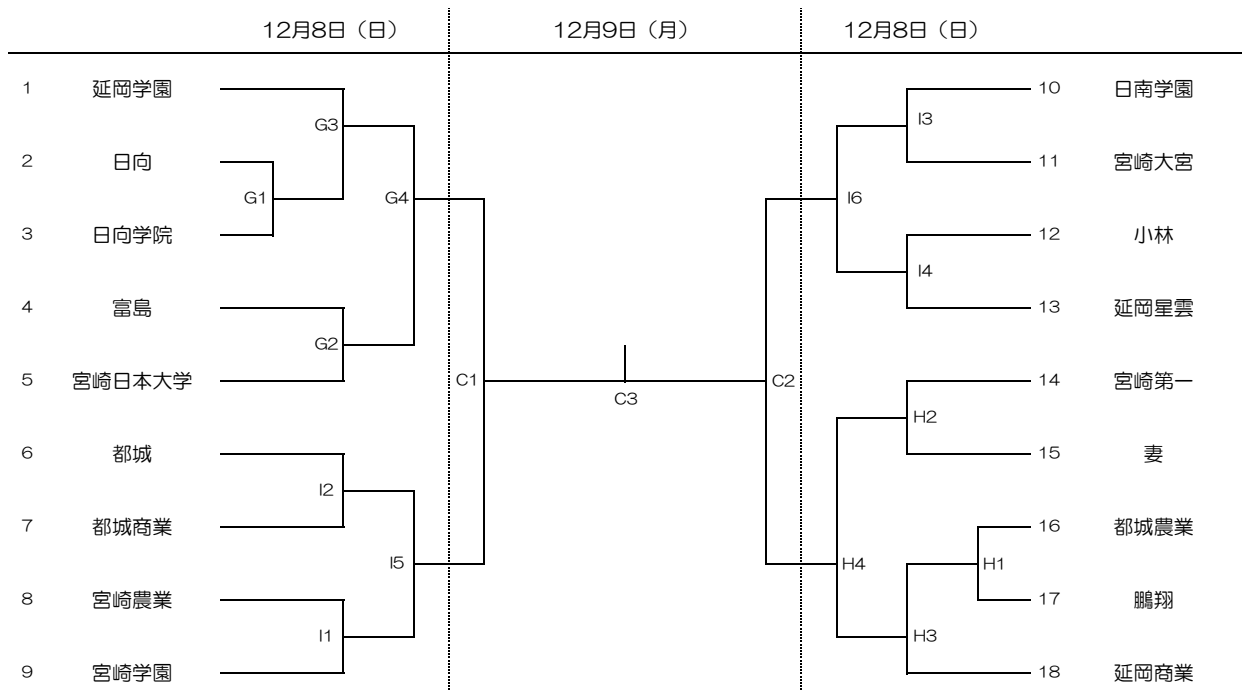 12月8日（日） 12月9日（月） 12月8日（日）
1 延岡学園 10 日南学園
G3 I3
2 日向 11 宮崎大宮
G1 G4 I6
3 日向学院 12 小林
I4
4 富島 13 延岡星雲
G2
5 宮崎日本大学 C1 C2 14 宮崎第一
C3 H2
6 都城 15 妻
I2
7 都城商業 16 都城農業
I5 H4 H1
8 宮崎農業 17 鵬翔
I1 H3
9 宮崎学園 18 延岡商業